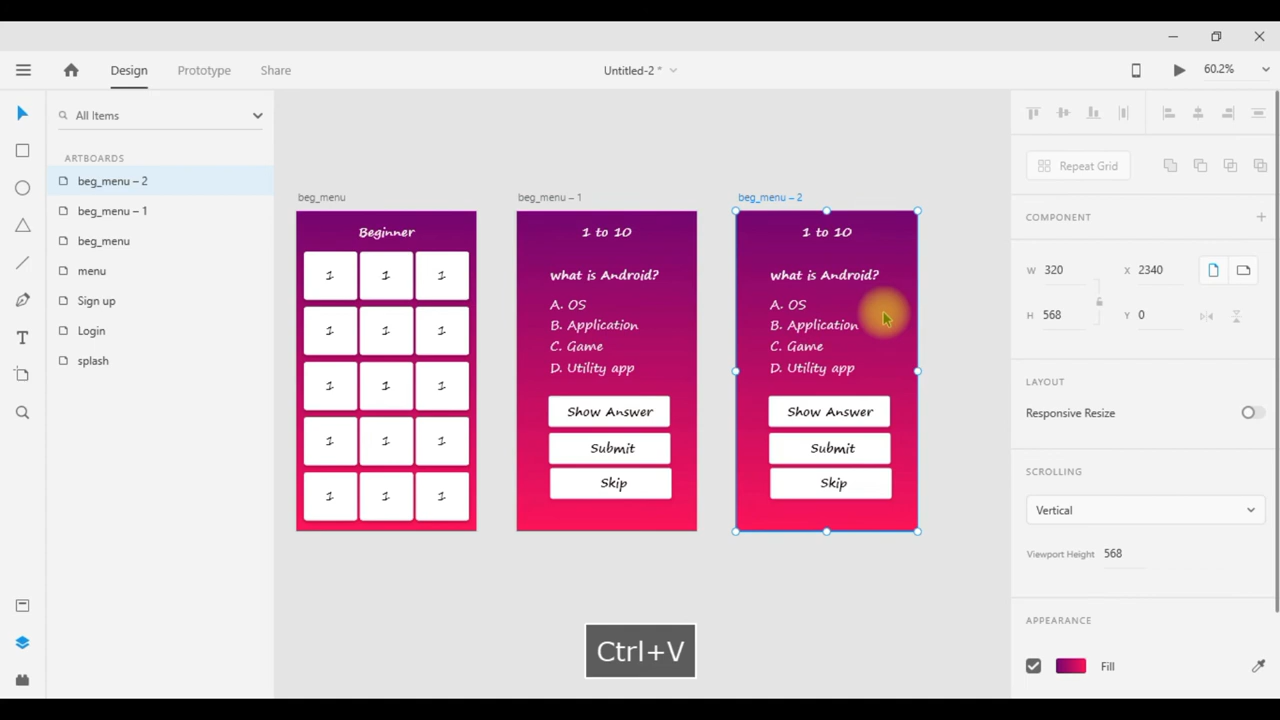 Design
Prototype
Share
Untitled-2 *
60.2%
All Items
ARTBOARDS
beg_menu – 2
beg_menu – 1
beg_menu
menu
Sign up
Login
splash
beg_menu
Beginner
1 1 1
1 1 1
1 1 1
1 1 1
1 1 1
beg_menu – 1
1 to 10
what is Android?
A. OS
B. Application
C. Game
D. Utility app
Show Answer
Submit
Skip
beg_menu – 2
1 to 10
what is Android?
A. OS
B. Application
C. Game
D. Utility app
Show Answer
Submit
Skip
Ctrl+V
Repeat Grid
COMPONENT
W 320 X 2340
H 568 Y 0
LAYOUT
Responsive Resize
SCROLLING
Vertical
Viewport Height 568
APPEARANCE
Fill